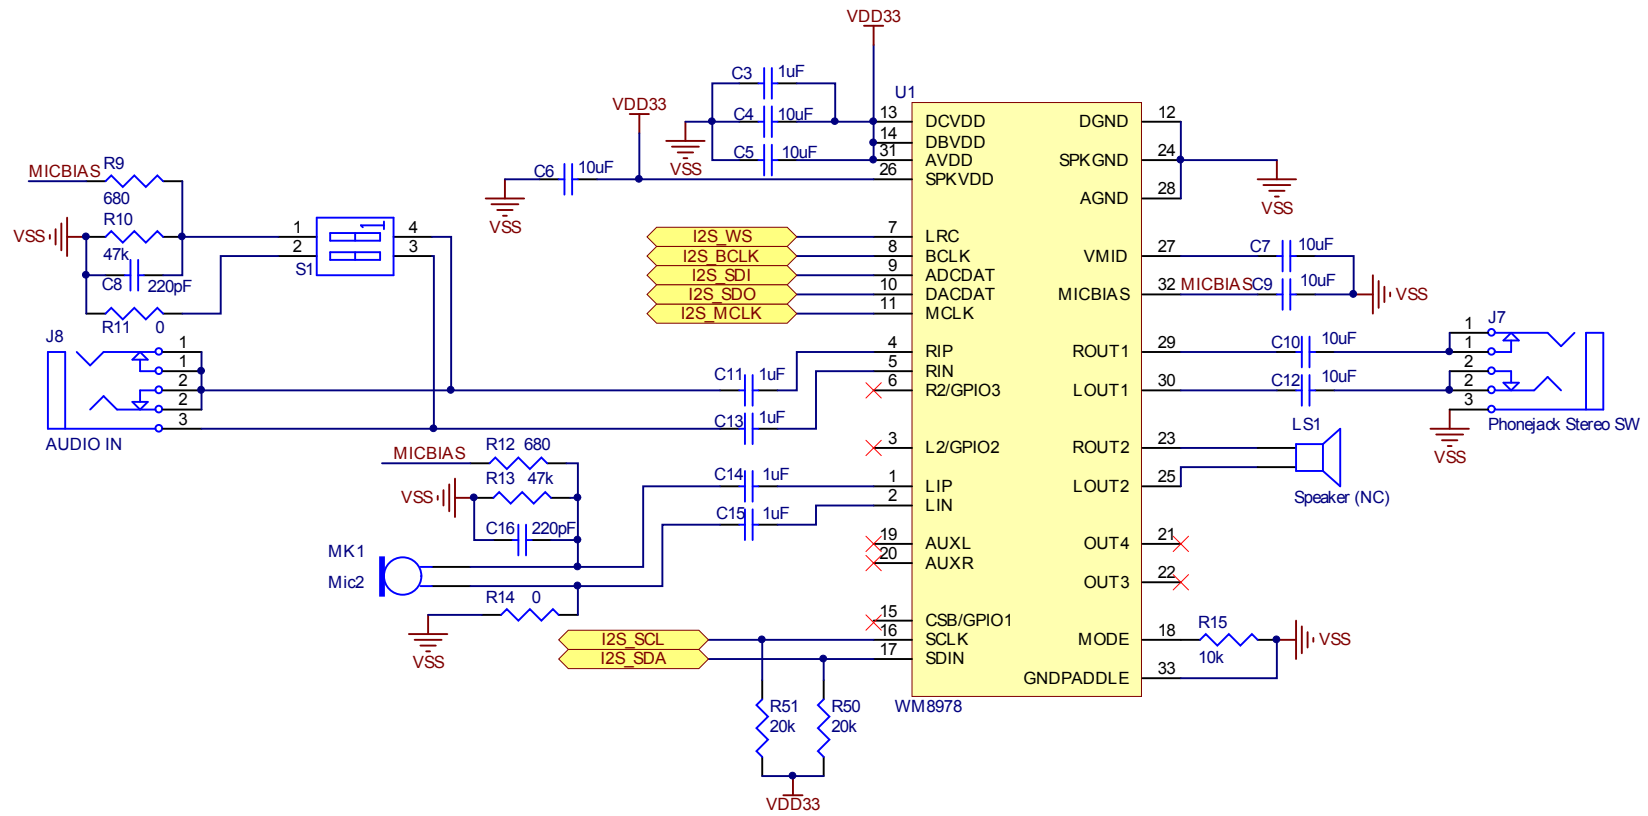 VDD33
C3 1uF
C4 10uF
C5 10uF
VSS
VDD33
C6 10uF
VSS
U1
13 DCVDD
14 DBVDD
31 AVDD
26 SPKVDD
I2S_WS 7 LRC
I2S_BCLK 8 BCLK
I2S_SDI 9 ADCDAT
I2S_SDO 10 DACDAT
I2S_MCLK 11 MCLK
4 RIP
5 RIN
6 R2/GPIO3
3 L2/GPIO2
1 LIP
2 LIN
19 AUXL
20 AUXR
15 CSB/GPIO1
I2S_SCL 16 SCLK
I2S_SDA 17 SDIN
WM8978
DGND 12
SPKGND 24
AGND 28
VSS
VMID 27 C7 10uF
MICBIAS 32 MICBIAS C9 10uF
VSS
ROUT1 29 C10 10uF
LOUT1 30 C12 10uF
ROUT2 23
LOUT2 25
OUT4 21
OUT3 22
MODE 18 R15
10k
VSS
GNDPADDLE 33
J7
1
1
2
2
3
Phonejack Stereo SW
VSS
LS1
Speaker (NC)
MICBIAS R9
680
VSS R10
47k
C8 220pF
R11 0
1 4
2 3
1
S1
J8
1
1
2
2
3
AUDIO IN
C11 1uF
C13 1uF
MICBIAS R12 680
VSS R13 47k
C16 220pF
C14 1uF
C15 1uF
MK1
Mic2
R14 0
VSS
R51
20k
R50
20k
VDD33